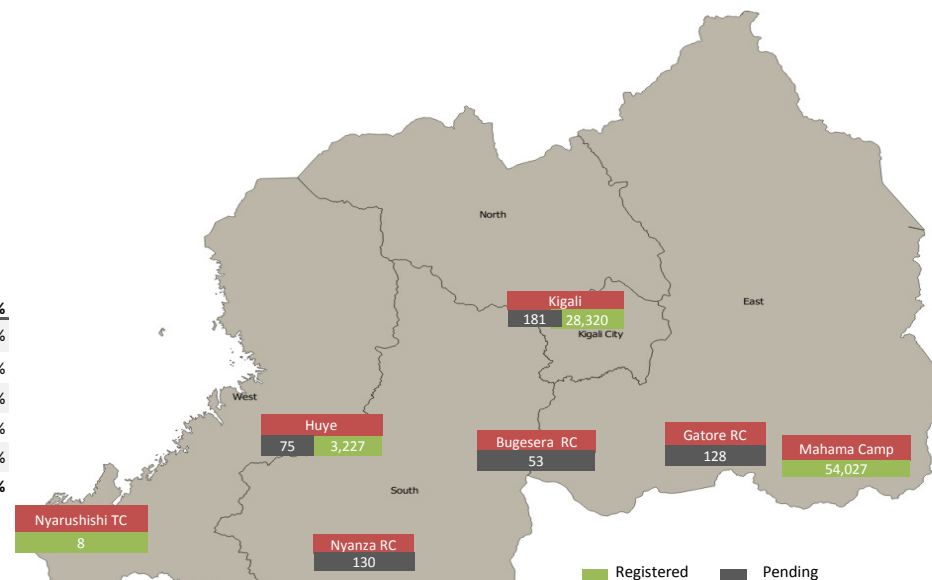 North
%
%
%
%
%
%
%
East
Kigali
181 28,320
Kigali City
West
Huye
75 3,227
Bugesera RC
53
Gatore RC
128
Mahama Camp
54,027
South
Nyarushishi TC
8
Nyanza RC
130
Registered Pending